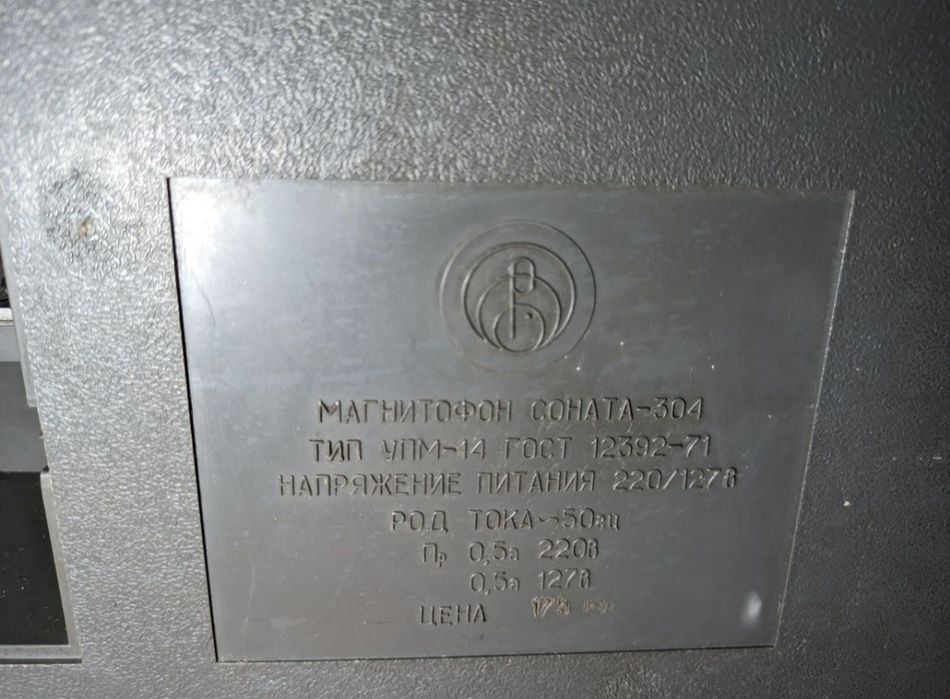 МАГНИТОФОН СОНАТА-304
ТИП УПМ-14 ГОСТ 12392-71
НАПРЯЖЕНИЕ ПИТАНИЯ 220/127В
РОД ТОКА ~50гц
Пр 0,5а 220В
0,5а 127В
ЦЕНА 175